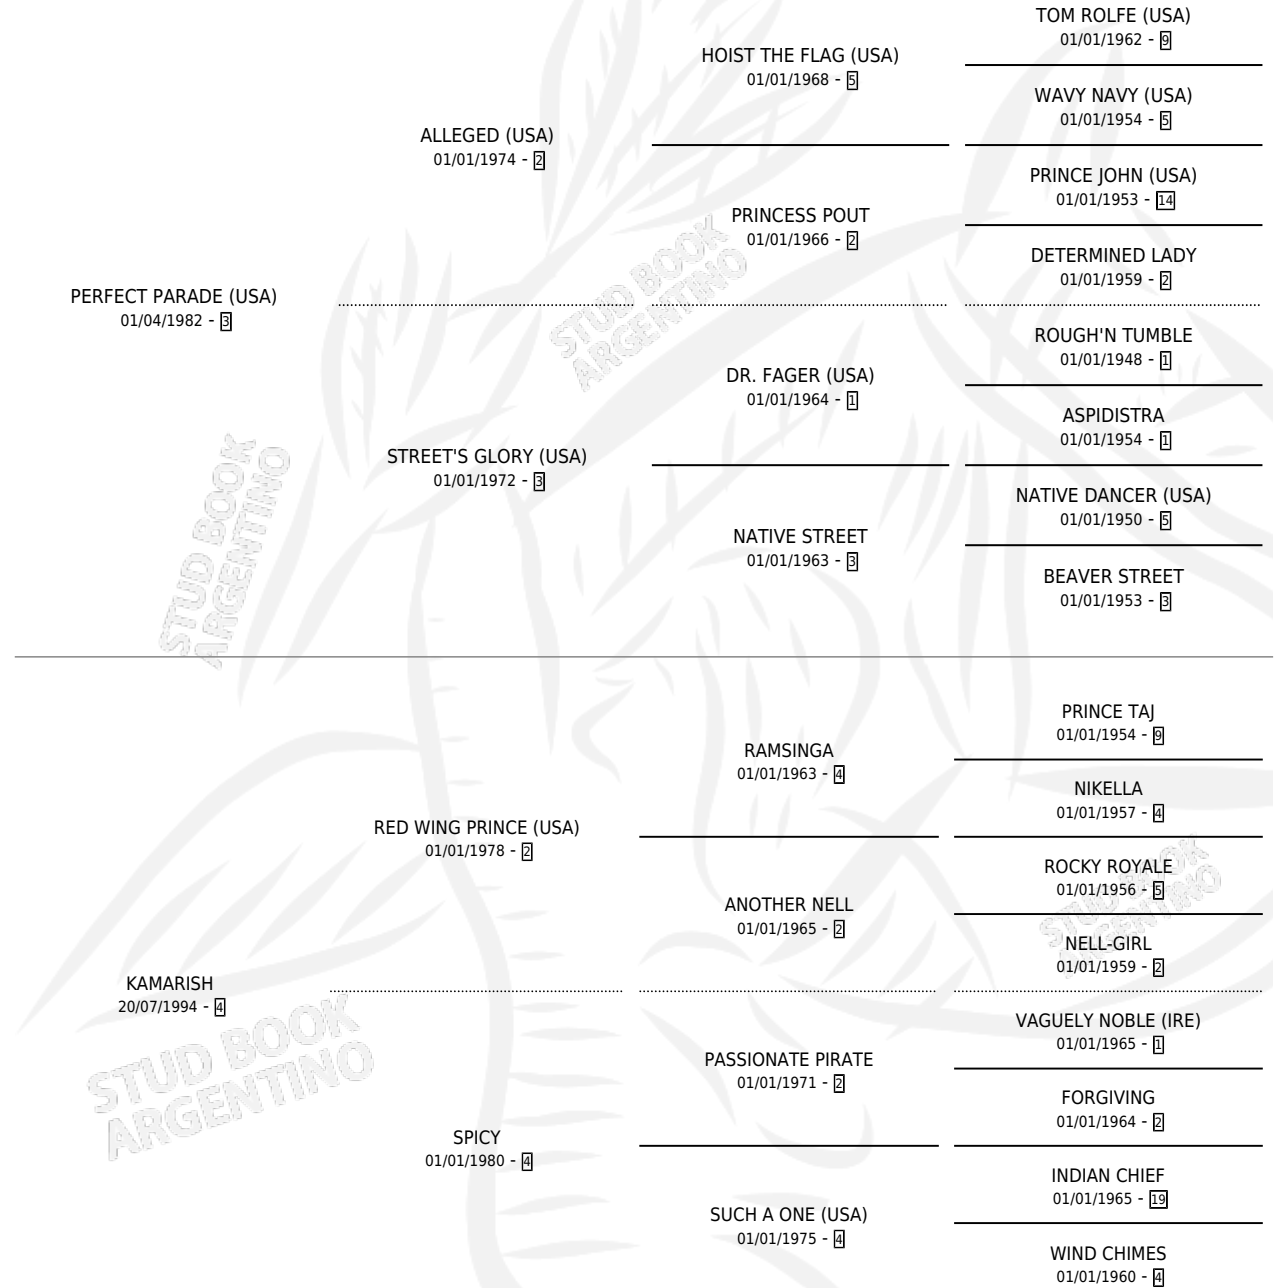 TOM ROLFE (USA)
01/01/1962 - 9
HOIST THE FLAG (USA)
01/01/1968 - 5
WAVY NAVY (USA)
01/01/1954 - 5
ALLEGED (USA)
01/01/1974 - 2
PRINCE JOHN (USA)
01/01/1953 - 14
PRINCESS POUT
01/01/1966 - 2
DETERMINED LADY
01/01/1959 - 2
PERFECT PARADE (USA)
01/04/1982 - 3
ROUGH'N TUMBLE
01/01/1948 - 1
DR. FAGER (USA)
01/01/1964 - 1
ASPIDISTRA
01/01/1954 - 1
STREET'S GLORY (USA)
01/01/1972 - 3
NATIVE DANCER (USA)
01/01/1950 - 5
NATIVE STREET
01/01/1963 - 3
BEAVER STREET
01/01/1953 - 3
PRINCE TAJ
01/01/1954 - 9
RAMSINGA
01/01/1963 - 4
NIKELLA
01/01/1957 - 4
RED WING PRINCE (USA)
01/01/1978 - 2
ROCKY ROYALE
01/01/1956 - 5
ANOTHER NELL
01/01/1965 - 2
NELL-GIRL
01/01/1959 - 2
KAMARISH
20/07/1994 - 4
VAGUELY NOBLE (IRE)
01/01/1965 - 1
PASSIONATE PIRATE
01/01/1971 - 2
FORGIVING
01/01/1964 - 2
SPICY
01/01/1980 - 4
INDIAN CHIEF
01/01/1965 - 19
SUCH A ONE (USA)
01/01/1975 - 4
WIND CHIMES
01/01/1960 - 4
STUD BOOK
ARGENTINO
STUD BOOK
ARGENTINO
STUD BOOK
ARGENTINO
STUD BOOK
ARGENTINO